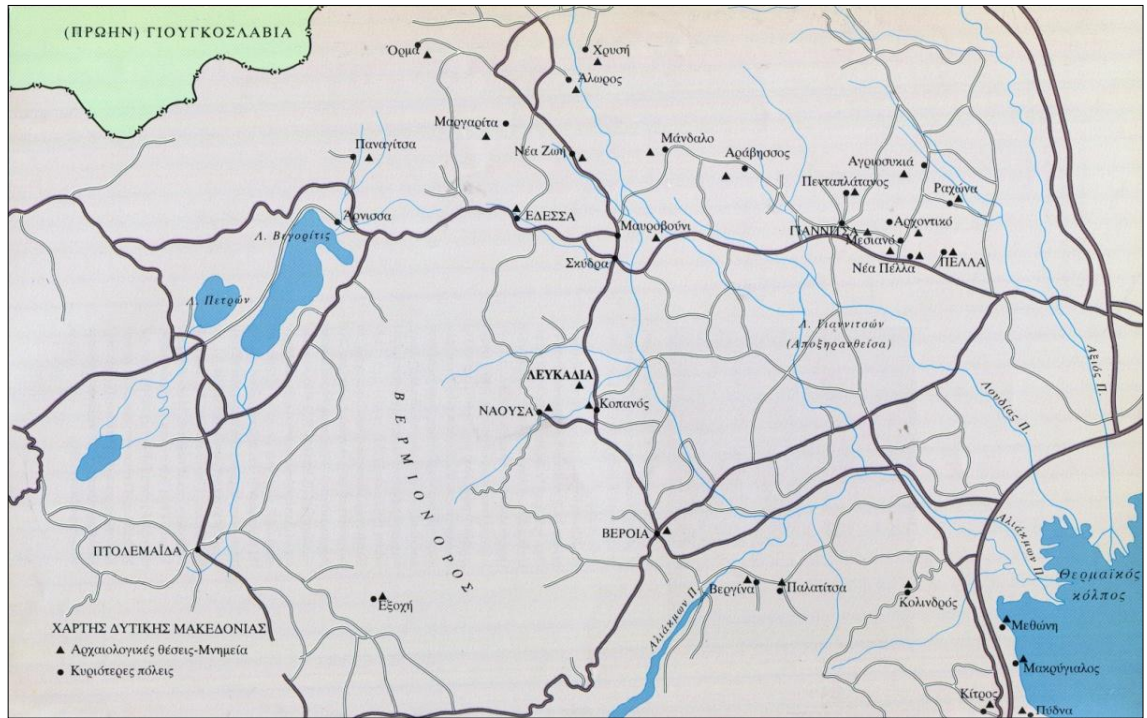 (ΠΡΩΗΝ) ΓΙΟΥΓΚΟΣΛΑΒΙΑ
Όρμα
Χρυσή
Άλωρος
Μαργαρίτα
Παναγίτσα
Νέα Ζωή
Μάνδαλο
Αράβησσος
Αγριοσυκιά
Πενταπλάτανος
Ραχώνα
Άρνισσα
ΕΔΕΣΣΑ
Μαυροβούνι
ΓΙΑΝΝΙΤΣΑ
Αρχοντικό
Μεσιανό
Λ. Βεγορίτις
Σκύδρα
Νέα Πέλλα
ΠΕΛΛΑ
Λ. Πετρών
Λ. Γιαννιτσών
(Αποξηρανθείσα)
Αξιός Π.
Λουδίας Π.
ΛΕΥΚΑΔΙΑ
ΝΑΟΥΣΑ
Κοπανός
ΒΕΡΜΙΟΝ ΟΡΟΣ
ΒΕΡΟΙΑ
ΠΤΟΛΕΜΑΪΔΑ
Αλιάκμων Π.
Θερμαϊκός
κόλπος
Βεργίνα
Παλατίτσα
Κολινδρός
Εξοχή
Αλιάκμων Π.
Μεθώνη
Μακρύγιαλος
Κίτρος
Πύδνα
ΧΑΡΤΗΣ ΔΥΤΙΚΗΣ ΜΑΚΕΔΟΝΙΑΣ
Αρχαιολογικές θέσεις-Μνημεία
Κυριότερες πόλεις